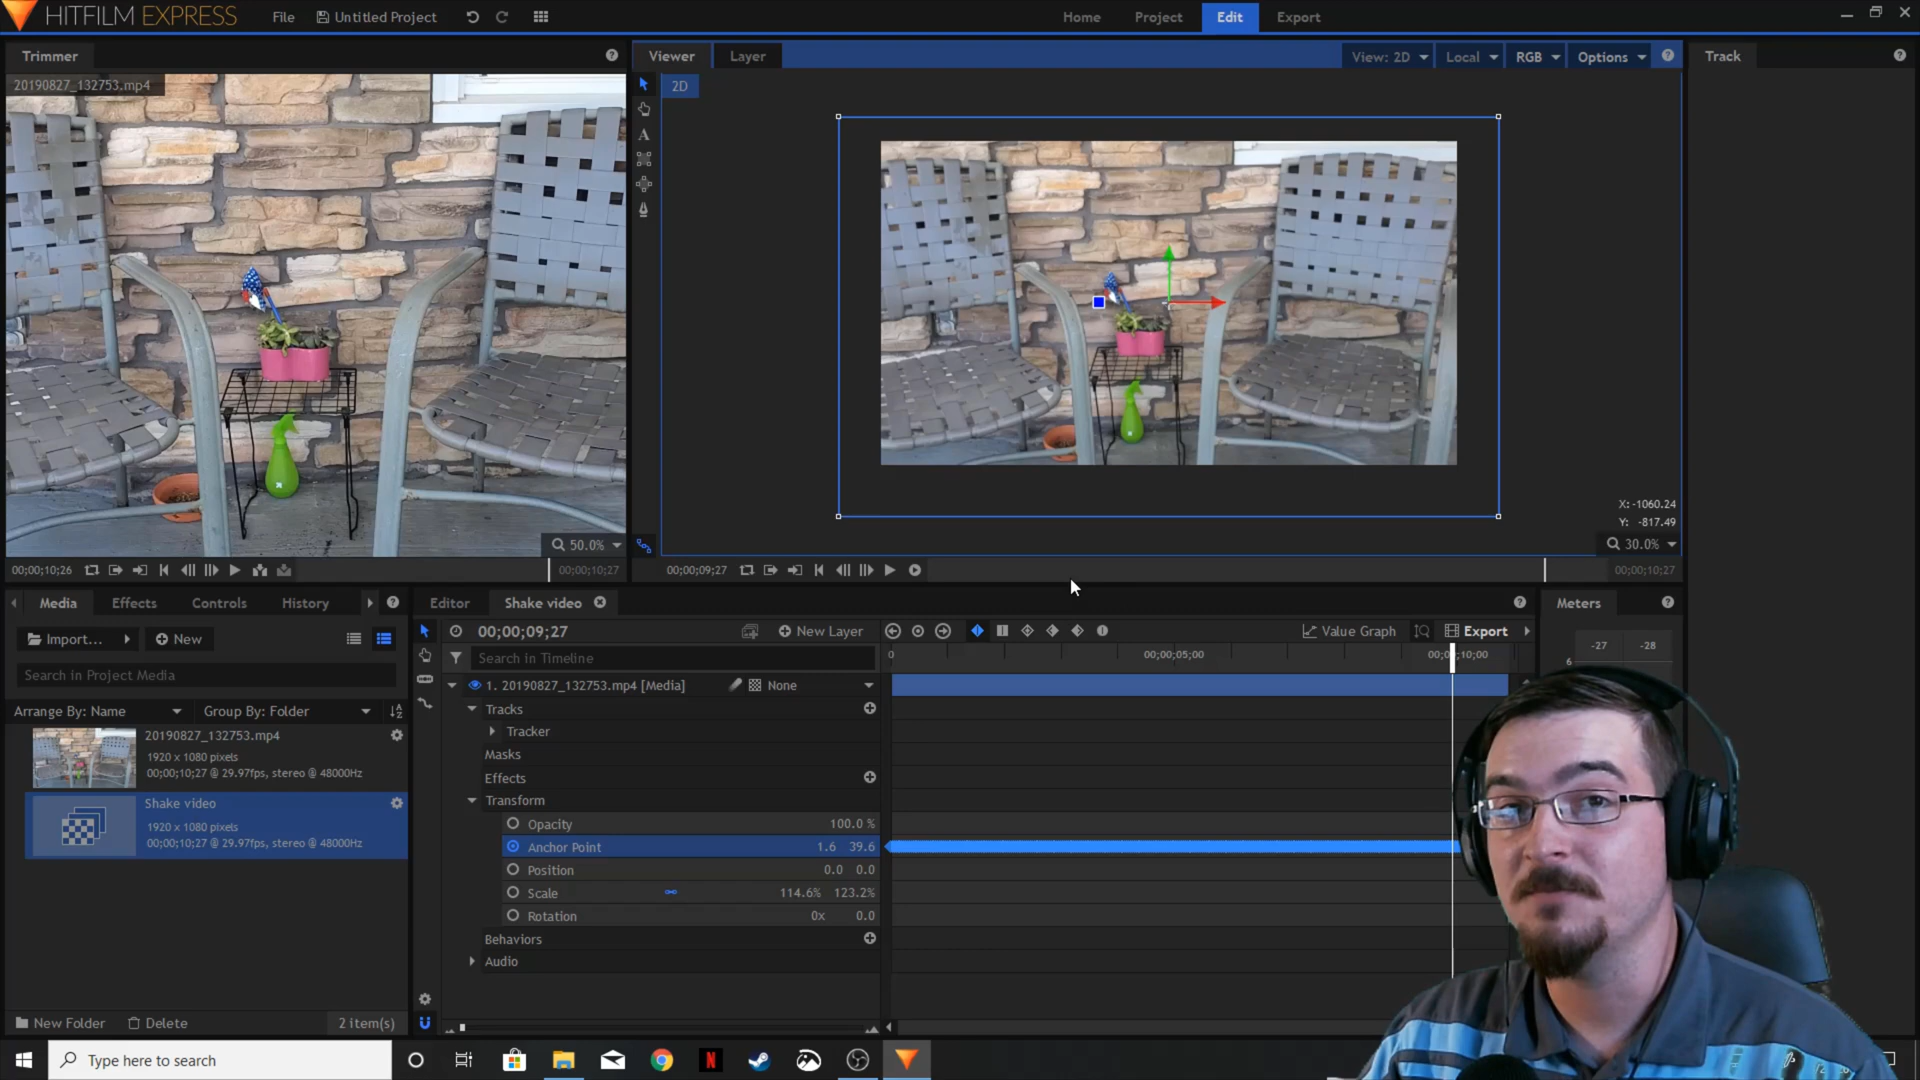 HITFILM EXPRESS
File
Untitled Project
Home
Project
Edit
Export
Trimmer
20190827_132753.mp4
50.0%
00;00;10;26
00;00;10;27
Viewer
Layer
View: 2D
Local
RGB
Options
2D
X: -1060.24
Y: -817.49
30.0%
00;00;09;27
00;00;10;27
Track
Media
Effects
Controls
History
Import...
New
Search in Project Media
Arrange By: Name
Group By: Folder
20190827_132753.mp4
1920 x 1080 pixels
00;00;10;27 @ 29.97fps, stereo @ 48000Hz
Shake video
1920 x 1080 pixels
00;00;10;27 @ 29.97fps, stereo @ 48000Hz
New Folder
Delete
2 item(s)
Editor
Shake video
00;00;09;27
New Layer
Value Graph
Export
Search in Timeline
0
00;00;05;00
1. 20190827_132753.mp4 [Media]
None
Tracks
Tracker
Masks
Effects
Transform
Opacity
100.0 %
Anchor Point
1.6 39.6
Position
0.0 0.0
Scale
114.6% 123.2%
Rotation
0x 0.0
Behaviors
Audio
Meters
-27
-28
6
Type here to search